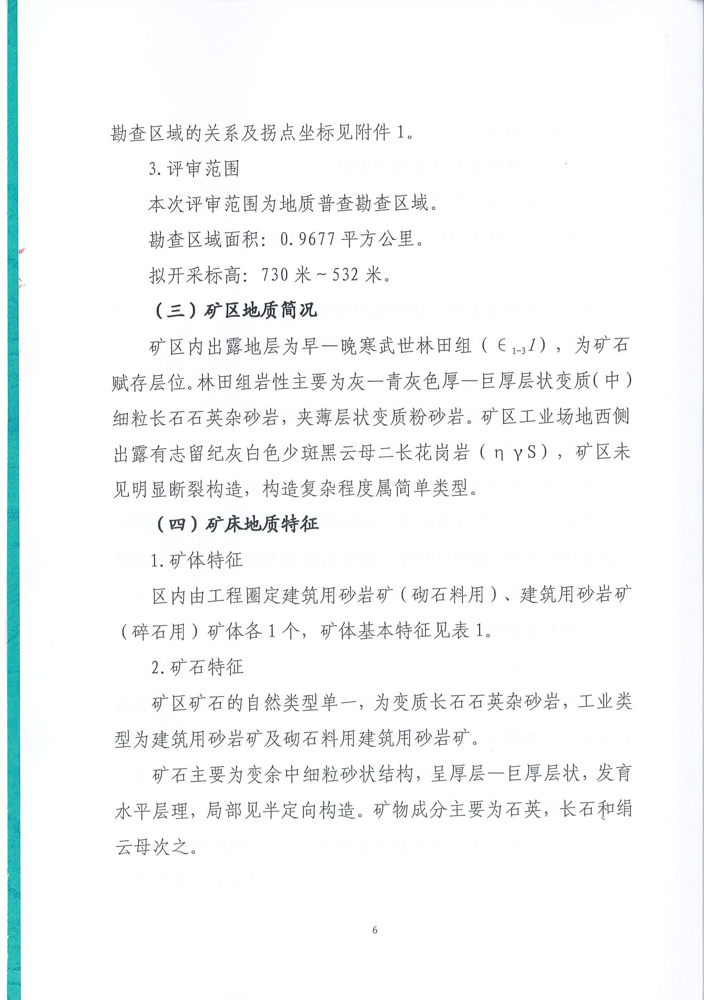 勘查区域的关系及拐点坐标见附件 1。
3. 评审范围
本次评审范围为地质普查勘查区域。
勘查区域面积：0.9677 平方公里。
拟开采标高：730 米～532 米。
（三）矿区地质简况
矿区内出露地层为早—晚寒武世林田组（∈₁₋₃l），为矿石
赋存层位。林田组岩性主要为灰—青灰色厚—巨厚层状变质（中）
细粒长石石英杂砂岩，夹薄层状变质粉砂岩。矿区工业场地西侧
出露有志留纪灰白色少斑黑云母二长花岗岩（ηγS），矿区未
见明显断裂构造，构造复杂程度属简单类型。
（四）矿床地质特征
1. 矿体特征
区内由工程圈定建筑用砂岩矿（砌石料用）、建筑用砂岩矿
（碎石用）矿体各 1 个，矿体基本特征见表 1。
2. 矿石特征
矿区矿石的自然类型单一，为变质长石石英杂砂岩，工业类
型为建筑用砂岩矿及砌石料用建筑用砂岩矿。
矿石主要为变余中细粒砂状结构，呈厚层—巨厚层状，发育
水平层理，局部见半定向构造。矿物成分主要为石英，长石和绢
云母次之。
6